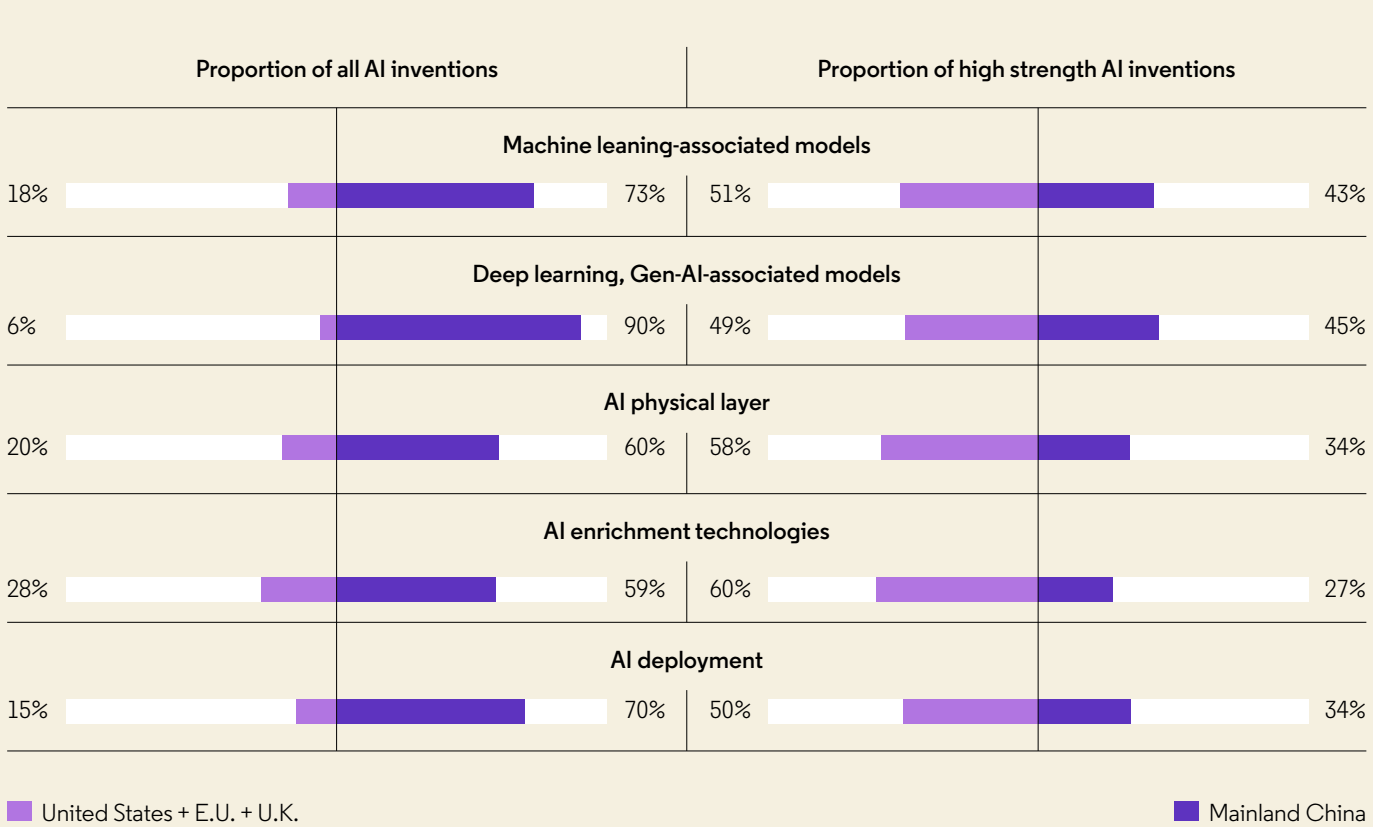 Proportion of all AI inventions
Proportion of high strength AI inventions
Machine leaning-associated models
18%
73%
51%
43%
Deep learning, Gen-AI-associated models
6%
90%
49%
45%
AI physical layer
20%
60%
58%
34%
AI enrichment technologies
28%
59%
60%
27%
AI deployment
15%
70%
50%
34%
United States + E.U. + U.K.
Mainland China